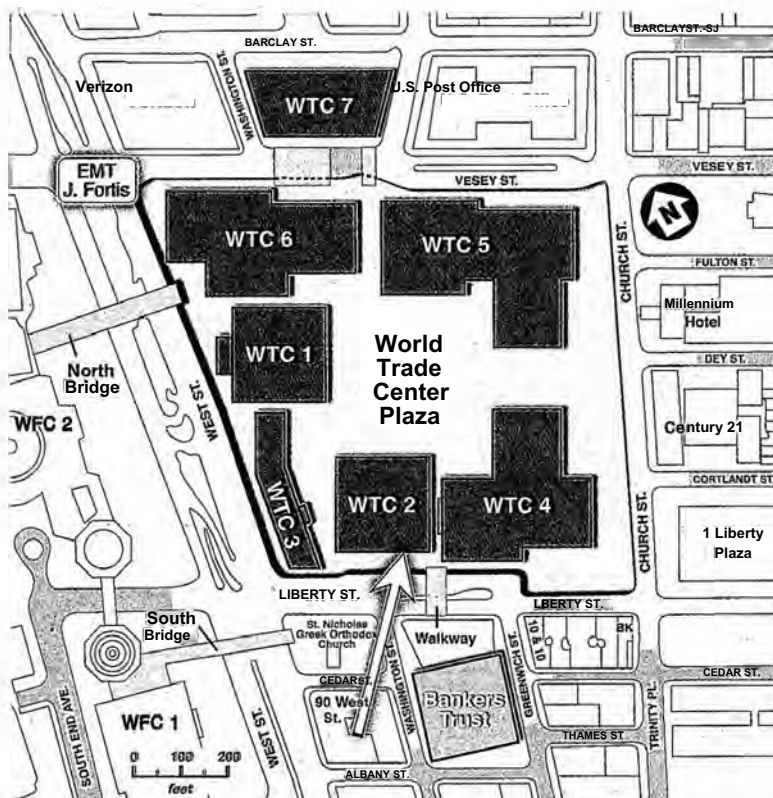 BARCLAY ST.
BARCLAYST.-SJ
WASHINGTON ST.
Verizon
WTC 7
U.S. Post Office
EMT
J. Fortis
VESEY ST.
VESEY ST.
WTC 6
WTC 5
N
CHURCH ST.
FULTON ST.
Millennium
Hotel
WTC 1
World
Trade
Center
Plaza
North
Bridge
DEY ST.
WEST ST.
WFC 2
Century 21
CORTLANDT ST
WTC 3
WTC 2
WTC 4
CHURCH ST.
1 Liberty
Plaza
LIBERTY ST.
LBERTY ST.
South
Bridge
St. Nicholas
Greek Orthodox
Church
WASHINGTON ST.
Walkway
GREENWICH ST.
10 & 10
BK
CEDARST.
CEDAR ST.
90 West
St.
Bankers
Trust
SOUTH END AVE.
WFC 1
WEST ST.
THAMES ST
TRINITY PL.
0 100 200
feet
ALBANY ST.